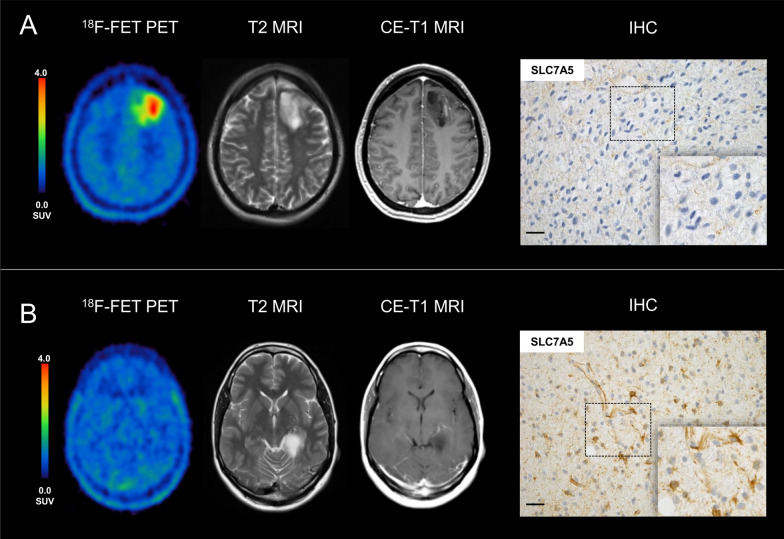 A
¹⁸F-FET PET
T2 MRI
CE-T1 MRI
IHC
4.0
0.0
SUV
SLC7A5
B
¹⁸F-FET PET
T2 MRI
CE-T1 MRI
IHC
4.0
0.0
SUV
SLC7A5